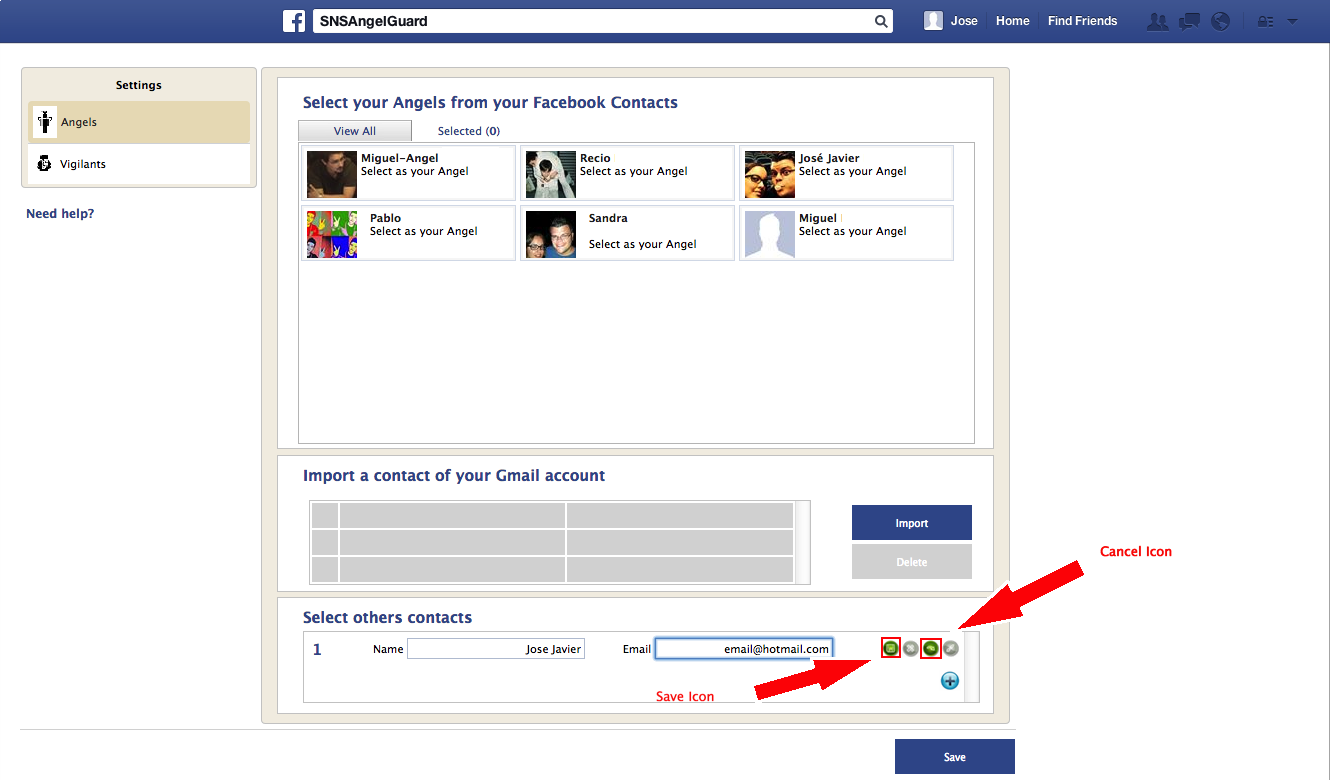 f SNSAngelGuard Jose Home Find Friends
Settings
Angels
Vigilants
Need help?
Select your Angels from your Facebook Contacts
View All Selected (0)
Miguel-Angel
Select as your Angel
Recio
Select as your Angel
José Javier
Select as your Angel
Pablo
Select as your Angel
Sandra
Select as your Angel
Miguel
Select as your Angel
Import a contact of your Gmail account
Import
Delete
Cancel Icon
Select others contacts
1 Name Jose Javier Email email@hotmail.com
Save Icon
Save